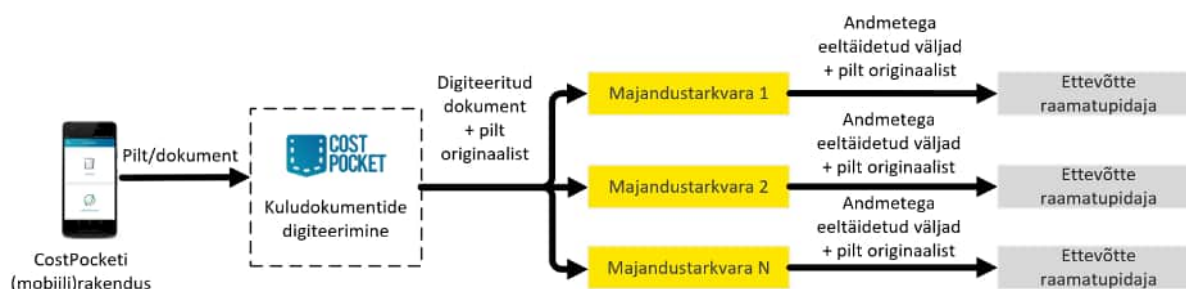 CostPocketi
(mobiili)rakendus
Pilt/dokument
COST
POCKET
Kuludokumentide
digiteerimine
Digiteeritud
dokument
+ pilt
originaalist
Majandustarkvara 1
Andmetega
eeltäidetud väljad
+ pilt originaalist
Ettevõtte
raamatupidaja
Majandustarkvara 2
Andmetega
eeltäidetud väljad
+ pilt originaalist
Ettevõtte
raamatupidaja
Majandustarkvara N
Andmetega
eeltäidetud väljad
+ pilt originaalist
Ettevõtte
raamatupidaja